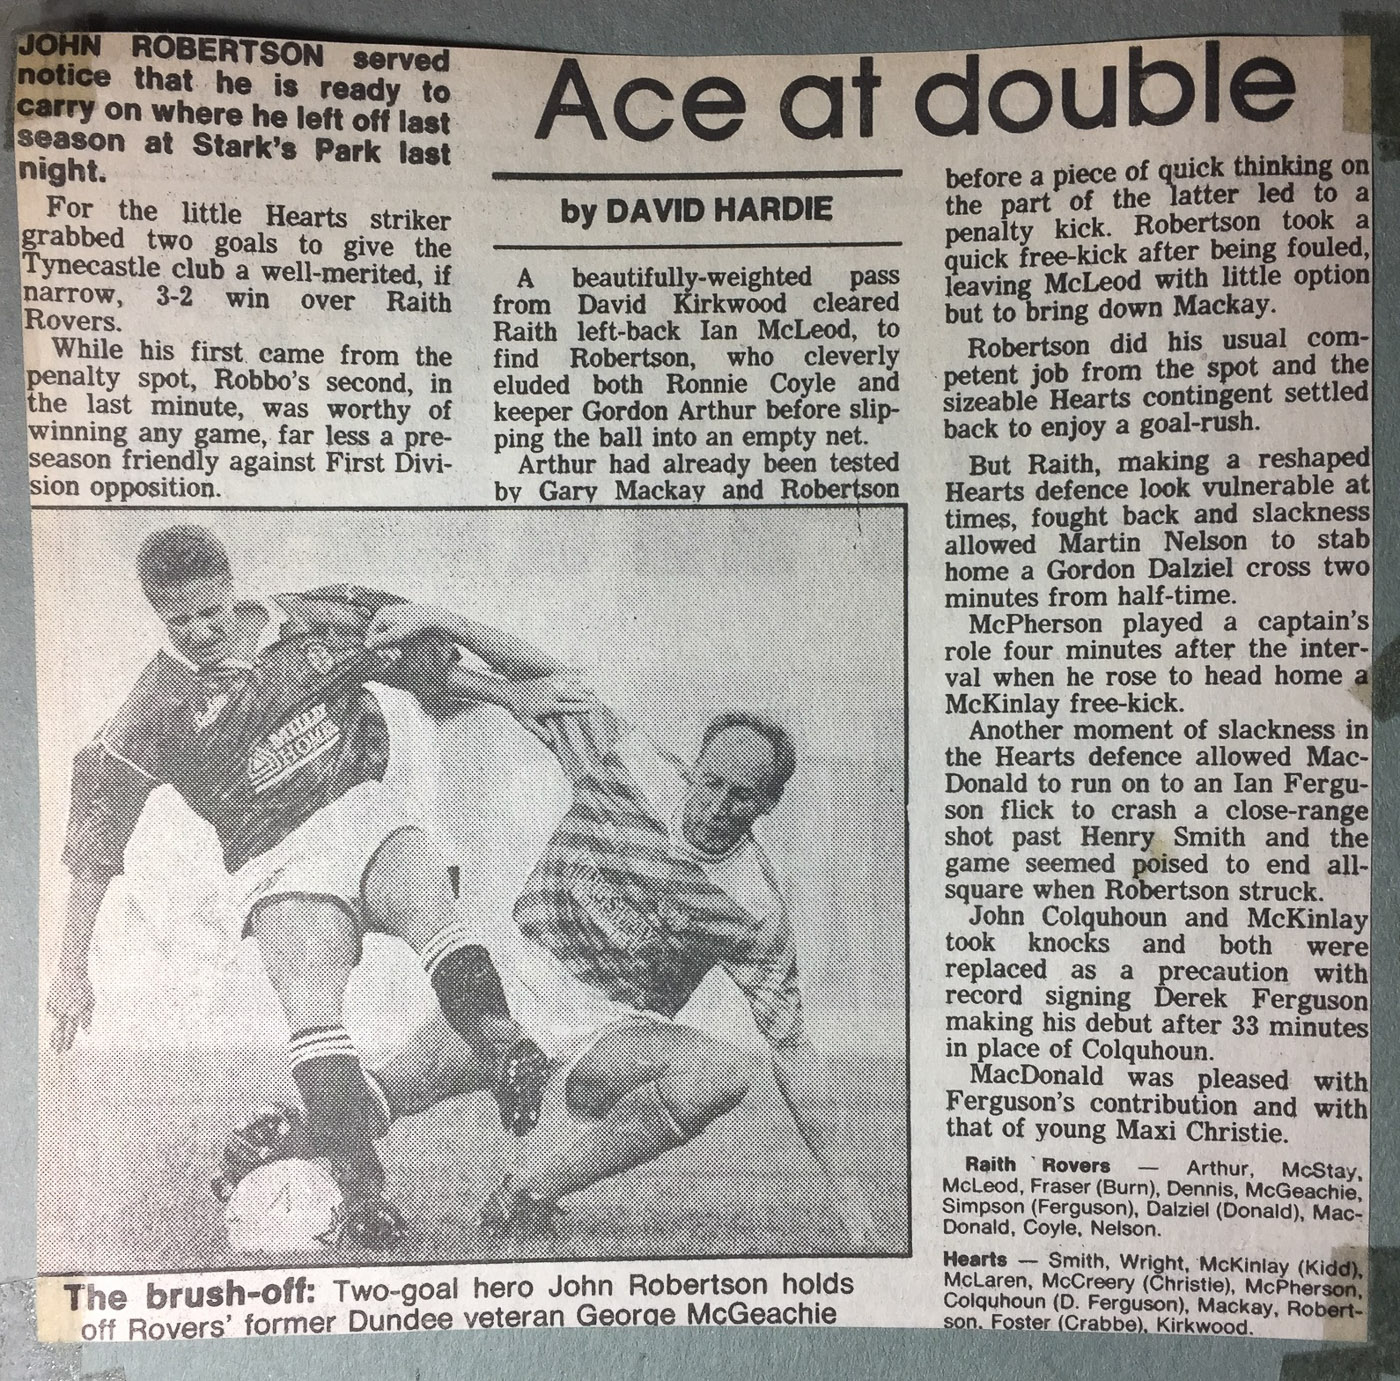 Ace at double
by DAVID HARDIE
JOHN ROBERTSON served
notice that he is ready to
carry on where he left off last
season at Stark's Park last
night.
For the little Hearts striker
grabbed two goals to give the
Tynecastle club a well-merited, if
narrow, 3-2 win over Raith
Rovers.
While his first came from the
penalty spot, Robbo's second, in
the last minute, was worthy of
winning any game, far less a pre-
season friendly against First Divi-
sion opposition.
A beautifully-weighted pass
from David Kirkwood cleared
Raith left-back Ian McLeod, to
find Robertson, who cleverly
eluded both Ronnie Coyle and
keeper Gordon Arthur before slip-
ping the ball into an empty net.
Arthur had already been tested
by Gary Mackay and Robertson
before a piece of quick thinking on
the part of the latter led to a
penalty kick. Robertson took a
quick free-kick after being fouled,
leaving McLeod with little option
but to bring down Mackay.
Robertson did his usual com-
petent job from the spot and the
sizeable Hearts contingent settled
back to enjoy a goal-rush.
But Raith, making a reshaped
Hearts defence look vulnerable at
times, fought back and slackness
allowed Martin Nelson to stab
home a Gordon Dalziel cross two
minutes from half-time.
McPherson played a captain's
role four minutes after the inter-
val when he rose to head home a
McKinlay free-kick.
Another moment of slackness in
the Hearts defence allowed Mac-
Donald to run on to an Ian Fergu-
son flick to crash a close-range
shot past Henry Smith and the
game seemed poised to end all-
square when Robertson struck.
John Colquhoun and McKinlay
took knocks and both were
replaced as a precaution with
record signing Derek Ferguson
making his debut after 33 minutes
in place of Colquhoun.
MacDonald was pleased with
Ferguson's contribution and with
that of young Maxi Christie.
Raith Rovers — Arthur, McStay,
McLeod, Fraser (Burn), Dennis, McGeachie,
Simpson (Ferguson), Dalziel (Donald), Mac-
Donald, Coyle, Nelson.
Hearts — Smith, Wright, McKinlay (Kidd),
McLaren, McCreery (Christie), McPherson,
Colquhoun (D. Ferguson), Mackay, Robert-
son, Foster (Crabbe), Kirkwood.
The brush-off: Two-goal hero John Robertson holds
off Rovers' former Dundee veteran George McGeachie